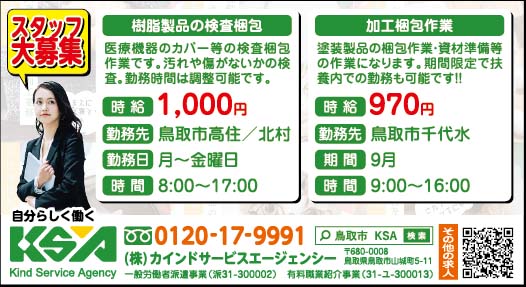 スタッフ
大募集
樹脂製品の検査梱包
医療機器のカバー等の検査梱包
作業です。汚れや傷がないかの検
査。勤務時間は調整可能です。
時給 1,000円
勤務先 鳥取市高住／北村
勤務日 月〜金曜日
時間 8:00〜17:00
加工梱包作業
塗装製品の梱包作業・資材準備等
の作業になります。期間限定で扶
養内での勤務も可能です!!
時給 970円
勤務先 鳥取市千代水
期間 9月
時間 9:00〜16:00
自分らしく働く
KSA
Kind Service Agency
0120-17-9991
鳥取市 KSA 検索
(株)カインドサービスエージェンシー
〒680-0008
鳥取県鳥取市山城町5-11
一般労働者派遣事業(派31-300002) 有料職業紹介事業(31-ユ-300013)
その他の求人